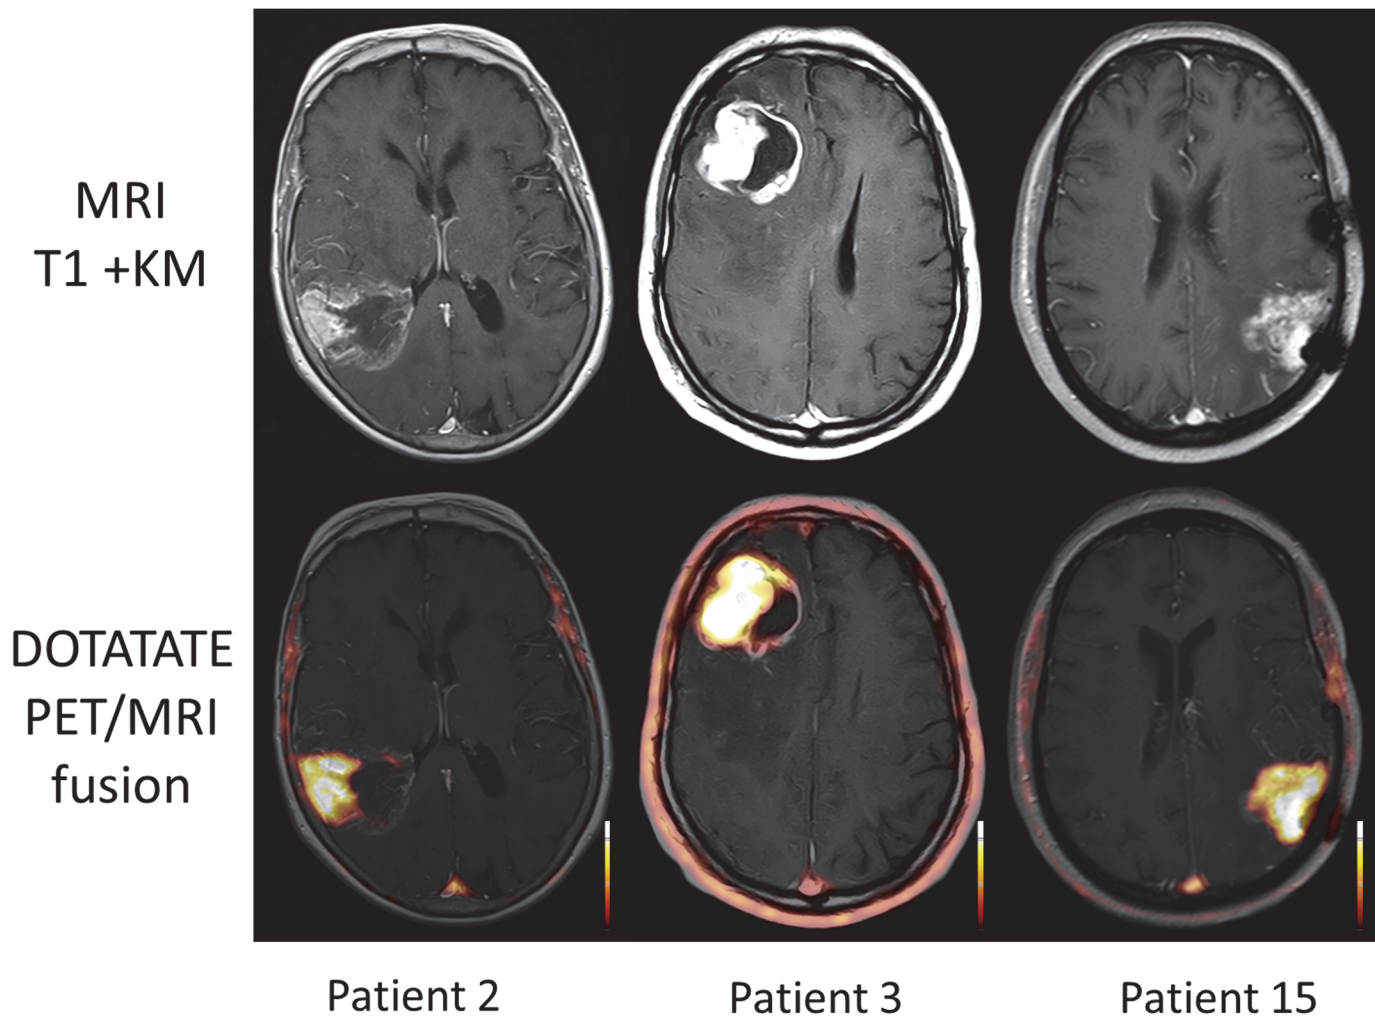 MRI
T1 +KM
DOTATATE
PET/MRI
fusion
Patient 2
Patient 3
Patient 15